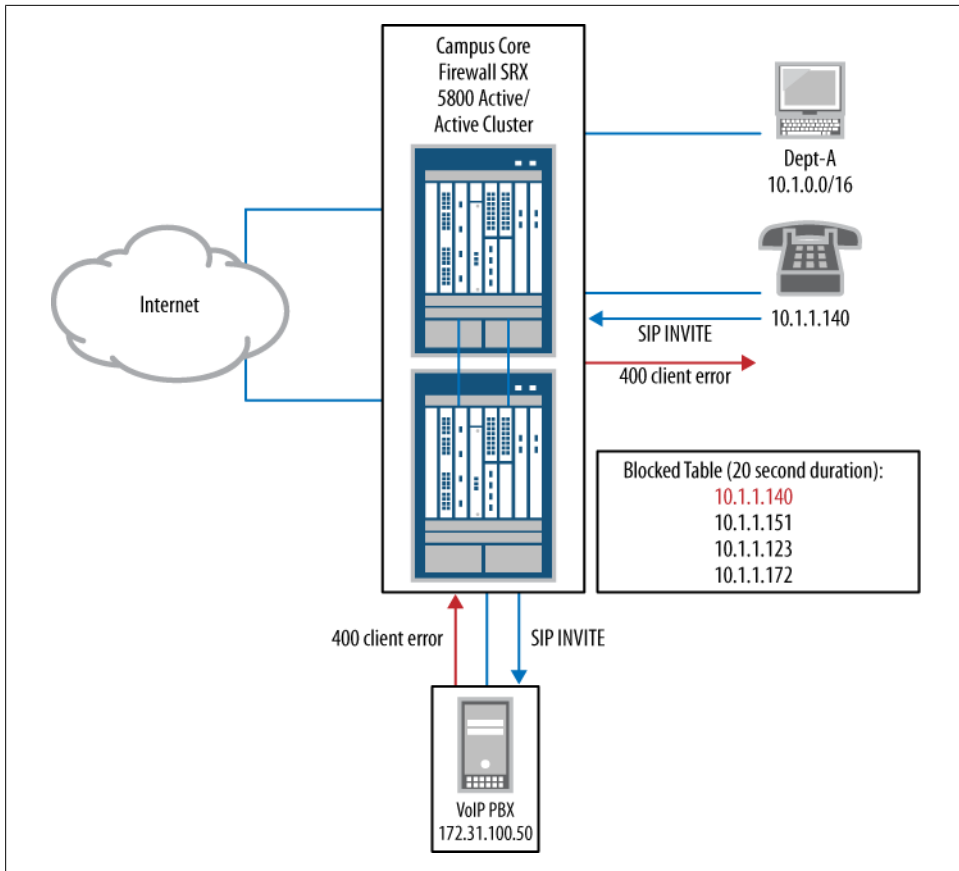 Campus Core
Firewall SRX
5800 Active/
Active Cluster
Dept-A
10.1.0.0/16
Internet
10.1.1.140
SIP INVITE
400 client error
Blocked Table (20 second duration):
10.1.1.140
10.1.1.151
10.1.1.123
10.1.1.172
400 client error
SIP INVITE
VoIP PBX
172.31.100.50